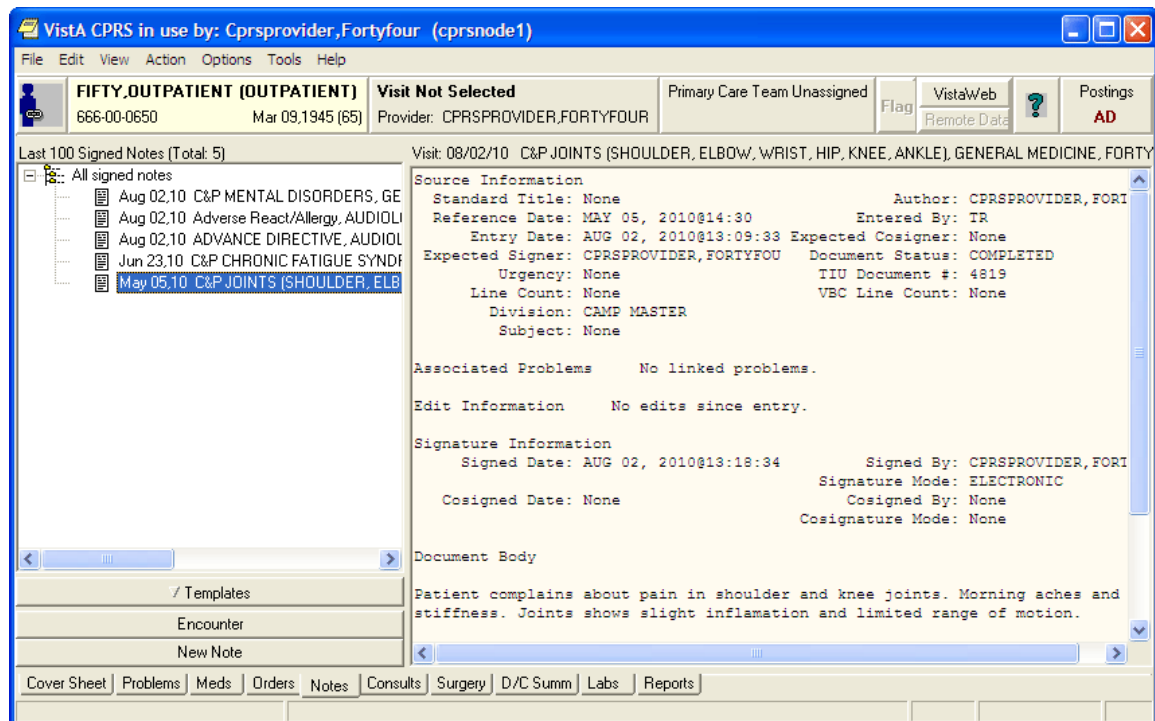 VistA CPRS in use by: Cprsprovider,Fortyfour (cprsnode1)
File Edit View Action Options Tools Help
FIFTY,OUTPATIENT (OUTPATIENT)
666-00-0650 Mar 09,1945 (65)
Visit Not Selected
Provider: CPRSPROVIDER,FORTYFOUR
Primary Care Team Unassigned
Flag
VistaWeb
Remote Data
?
Postings
AD
Last 100 Signed Notes (Total: 5)
All signed notes
Aug 02,10 C&P MENTAL DISORDERS, GE
Aug 02,10 Adverse React/Allergy, AUDIOL
Aug 02,10 ADVANCE DIRECTIVE, AUDIOL
Jun 23,10 C&P CHRONIC FATIGUE SYND
May 05,10 C&P JOINTS (SHOULDER, ELB
Templates
Encounter
New Note
Visit: 08/02/10 C&P JOINTS (SHOULDER, ELBOW, WRIST, HIP, KNEE, ANKLE), GENERAL MEDICINE, FORTY
Source Information
Standard Title: None Author: CPRSPROVIDER,FORT
Reference Date: MAY 05, 2010@14:30 Entered By: TR
Entry Date: AUG 02, 2010@13:09:33 Expected Cosigner: None
Expected Signer: CPRSPROVIDER,FORTYFOU Document Status: COMPLETED
Urgency: None TIU Document #: 4819
Line Count: None VBC Line Count: None
Division: CAMP MASTER
Subject: None
Associated Problems No linked problems.
Edit Information No edits since entry.
Signature Information
Signed Date: AUG 02, 2010@13:18:34 Signed By: CPRSPROVIDER,FORT
Signature Mode: ELECTRONIC
Cosigned Date: None Cosigned By: None
Cosignature Mode: None
Document Body
Patient complains about pain in shoulder and knee joints. Morning aches and
stiffness. Joints shows slight inflamation and limited range of motion.
Cover Sheet Problems Meds Orders Notes Consults Surgery D/C Summ Labs Reports